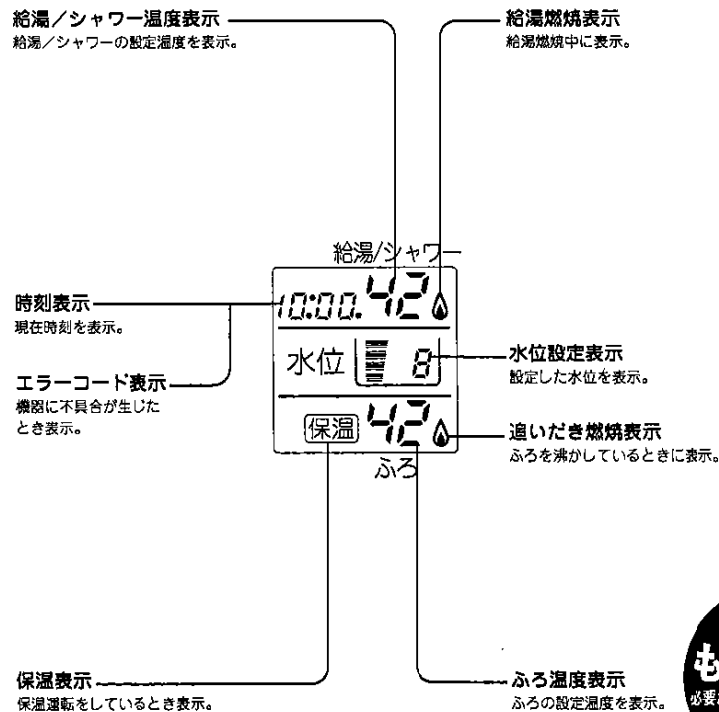 給湯／シャワー温度表示
給湯／シャワーの設定温度を表示。
給湯燃焼表示
給湯燃焼中に表示。
給湯/シャワー
時刻表示
現在時刻を表示。
10:00. 42
エラーコード表示
機器に不具合が生じた
とき表示。
水位 8
水位設定表示
設定した水位を表示。
保温 42
ふろ
追いだき燃焼表示
ふろを沸かしているときに表示。
保温表示
保温運転をしているとき表示。
ふろ温度表示
ふろの設定温度を表示。